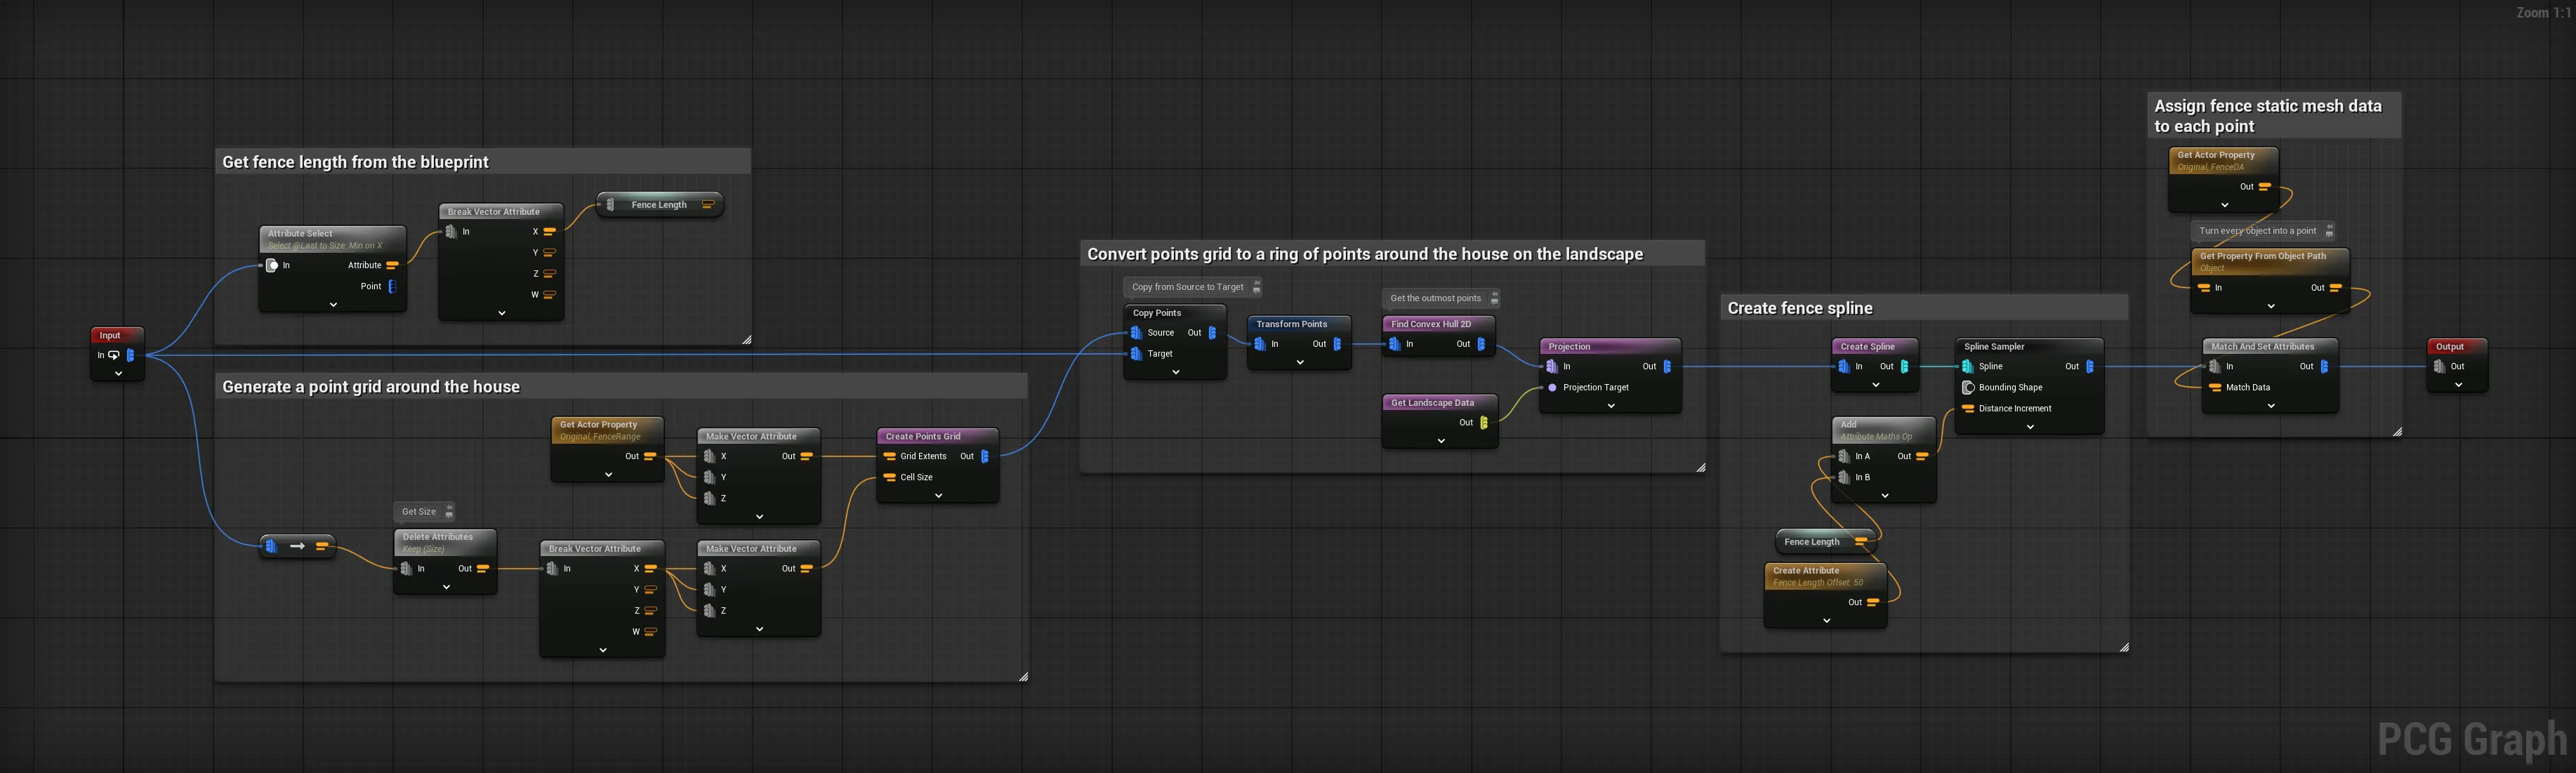 Zoom 1:1
Input
In
Get fence length from the blueprint
Attribute Select
Select @Last to Size: Min on X
In
Attribute
Point
Break Vector Attribute
In
X
Y
Z
W
Fence Length
Generate a point grid around the house
Get Actor Property
Original, FenceRange
Out
Make Vector Attribute
X
Out
Y
Z
Create Points Grid
Grid Extents
Out
Cell Size
Get Size
Delete Attributes
Keep (Size)
In
Out
Break Vector Attribute
In
X
Y
Z
W
Make Vector Attribute
X
Out
Y
Z
Convert points grid to a ring of points around the house on the landscape
Copy from Source to Target
Copy Points
Source
Out
Target
Transform Points
In
Out
Get the outmost points
Find Convex Hull 2D
In
Out
Get Landscape Data
Out
Projection
In
Out
Projection Target
Create fence spline
Create Spline
In
Out
Spline Sampler
Spline
Out
Bounding Shape
Distance Increment
Add
Attribute Maths Op
In A
Out
In B
Fence Length
Create Attribute
Fence Length Offset: 50
Out
Assign fence static mesh data
to each point
Get Actor Property
Original, FenceDA
Out
Turn every object into a point
Get Property From Object Path
Object
In
Out
Match And Set Attributes
In
Out
Match Data
Output
Out
PCG Graph